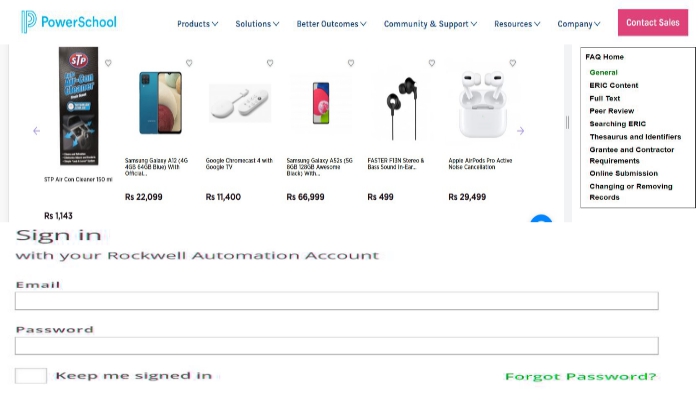 PowerSchool
Products
Solutions
Better Outcomes
Community & Support
Resources
Company
Contact Sales
STP
Air-Con
Cleaner
STP Air Con Cleaner 150 ml
Rs 1,143
Samsung Galaxy A12 (4G
4GB 64GB Blue) With
Official...
Rs 22,099
Google Chromecast 4 with
Google TV
Rs 11,400
Samsung Galaxy A52s (5G
8GB 128GB Awesome
Black) With...
Rs 66,999
FASTER F13N Stereo &
Bass Sound In-Ear...
Rs 499
Apple AirPods Pro Active
Noise Cancellation
Rs 29,499
FAQ Home
General
ERIC Content
Full Text
Peer Review
Searching ERIC
Thesaurus and Identifiers
Grantee and Contractor
Requirements
Online Submission
Changing or Removing
Records
Sign in
with your Rockwell Automation Account
Email
Password
Keep me signed in
Forgot Password?